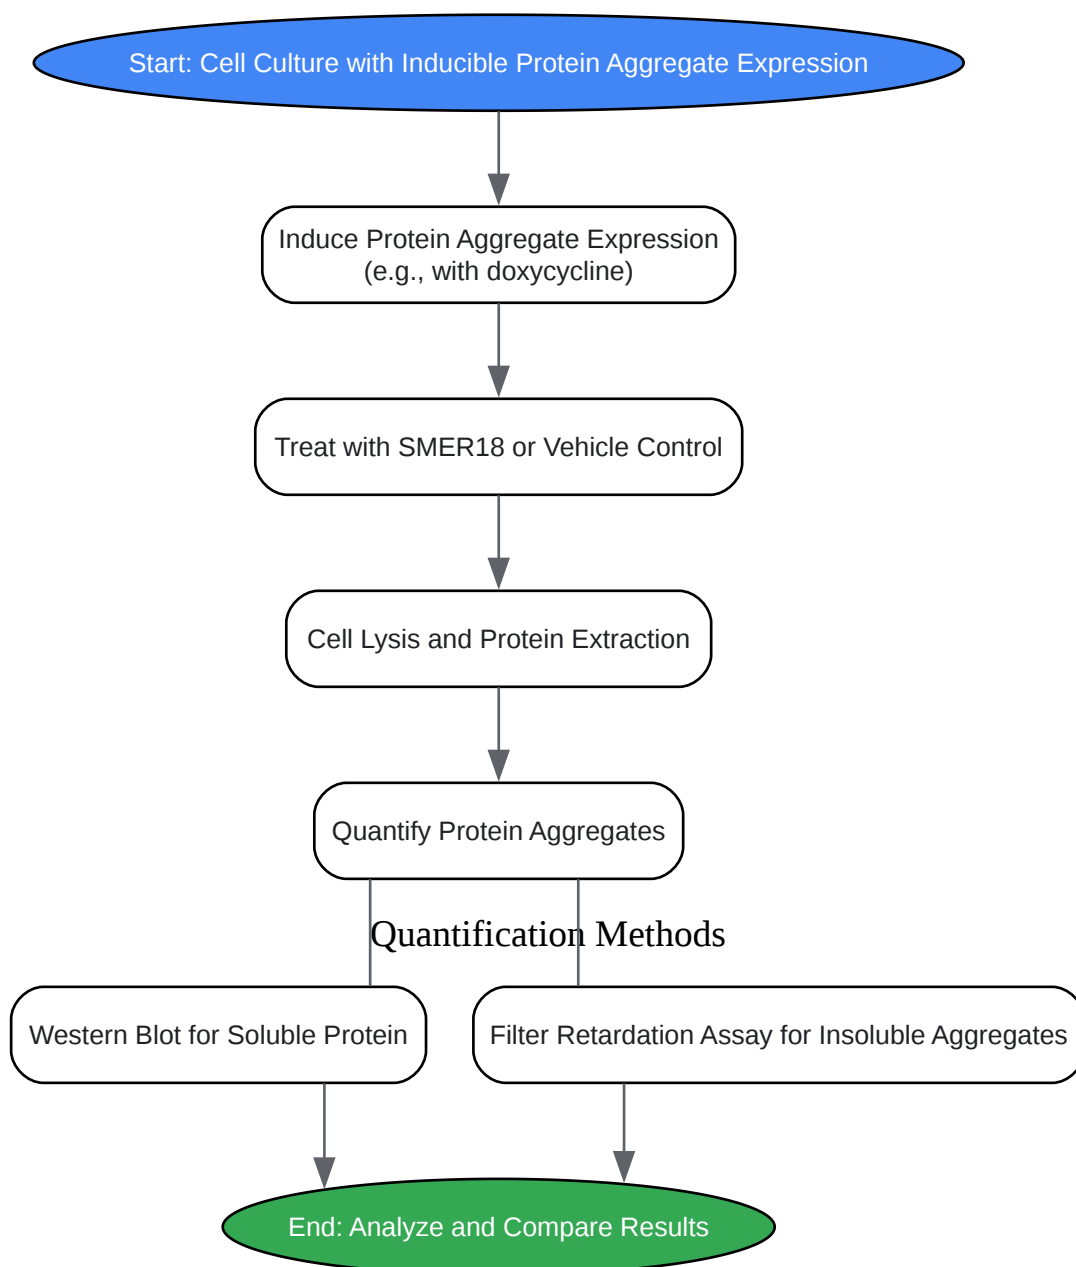 Start: Cell Culture with Inducible Protein Aggregate Expression
Induce Protein Aggregate Expression
(e.g., with doxycycline)
Treat with SMER18 or Vehicle Control
Cell Lysis and Protein Extraction
Quantify Protein Aggregates
Quantification Methods
Western Blot for Soluble Protein
Filter Retardation Assay for Insoluble Aggregates
End: Analyze and Compare Results